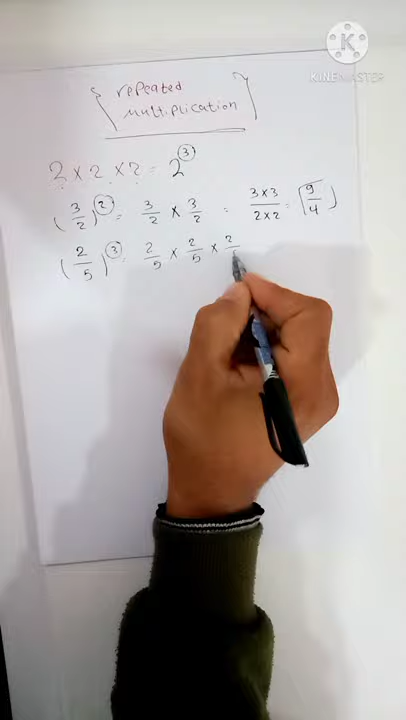 KINEMASTER
repeated
multiplication
2 × 2 × 2 = 2³
(3/2)² = 3/2 × 3/2 = 3×3/2×2 = 9/4
(2/5)³ = 2/5 × 2/5 × 2/